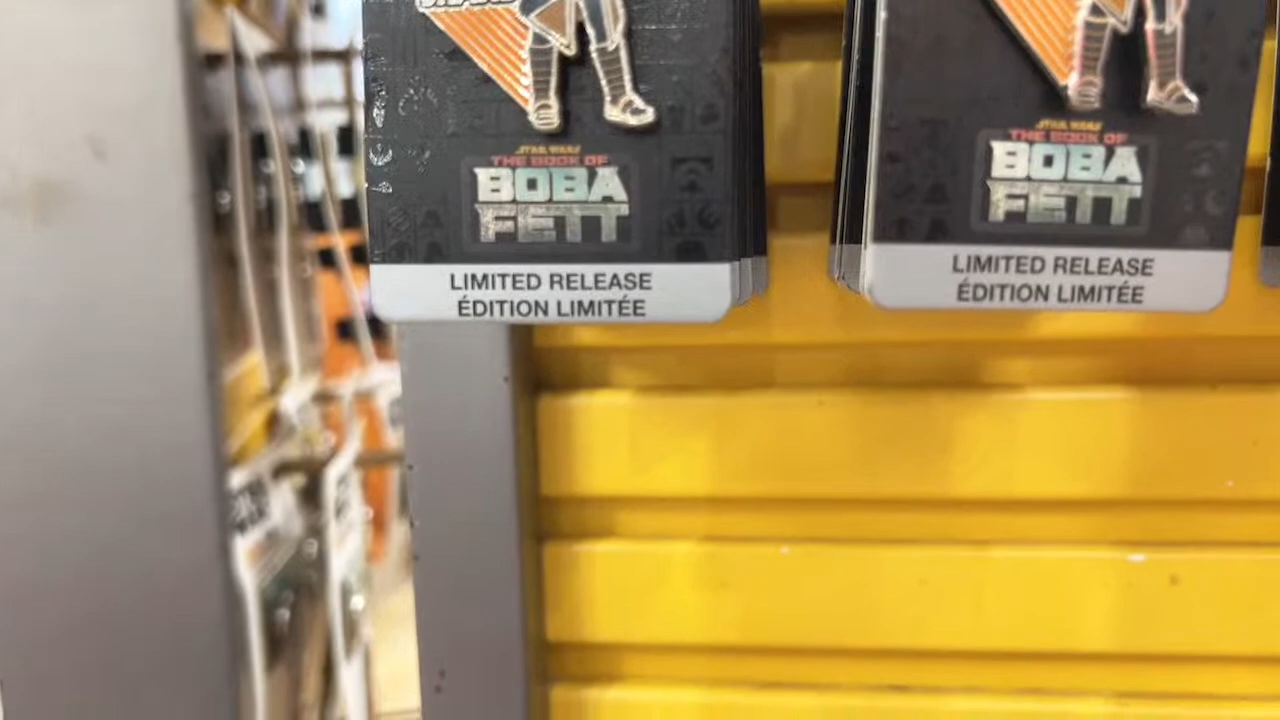 STAR WARS
THE BOOK OF
BOBA
FETT
LIMITED RELEASE
ÉDITION LIMITÉE
STAR WARS
THE BOOK OF
BOBA
FETT
LIMITED RELEASE
ÉDITION LIMITÉE